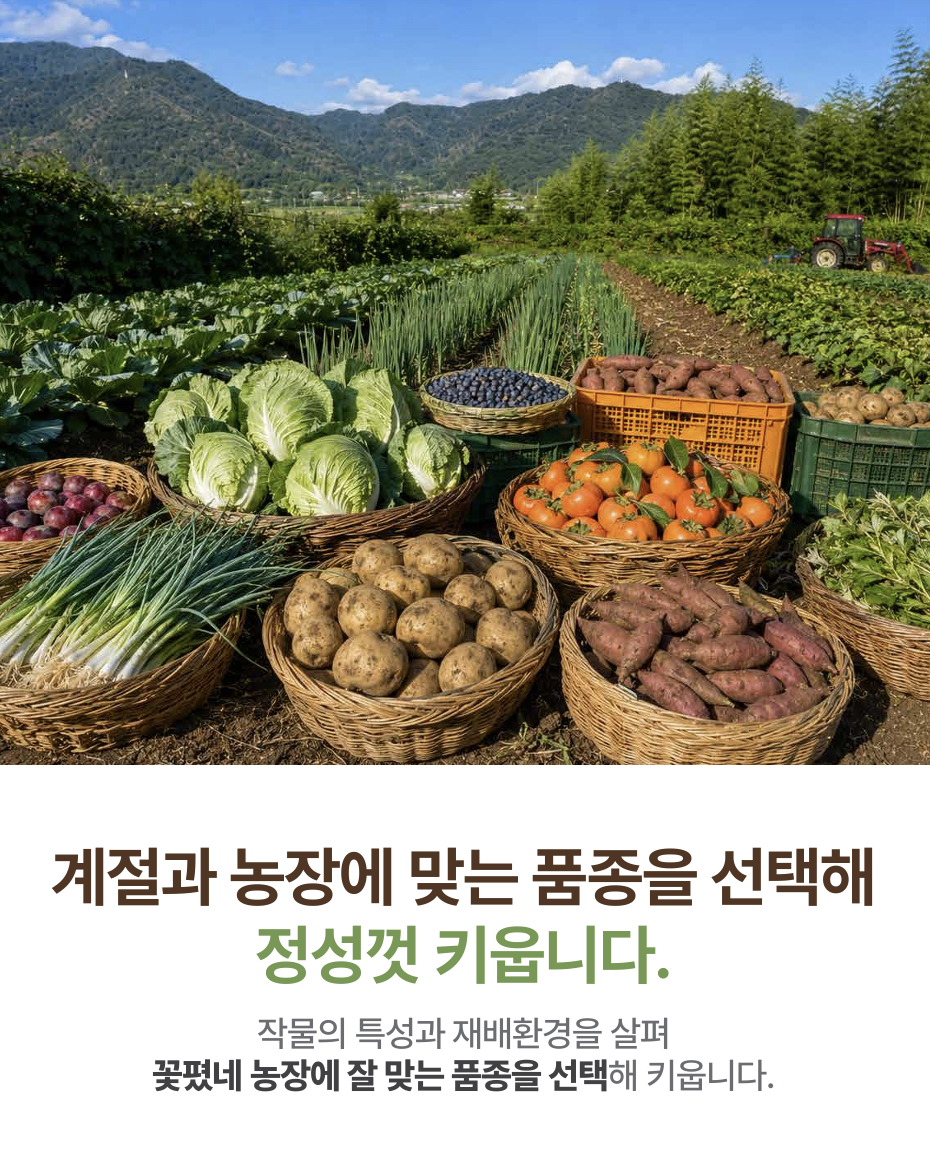 계절과 농장에 맞는 품종을 선택해
정성껏 키웁니다.
작물의 특성과 재배환경을 살펴
꽃폈네 농장에 잘 맞는 품종을 선택해 키웁니다.